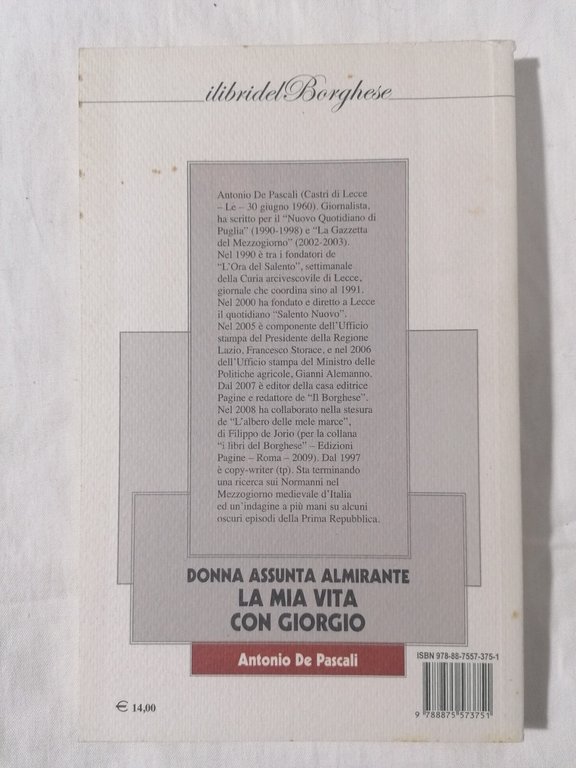 ilibridelBorghese
Antonio De Pascali (Castrì di Lecce
– Le – 30 giugno 1960). Giornalista,
ha scritto per il “Nuovo Quotidiano di
Puglia” (1990-1998) e “La Gazzetta
del Mezzogiorno” (2002-2003).
Nel 1990 è tra i fondatori de
“L’Ora del Salento”, settimanale
della Curia arcivescovile di Lecce,
giornale che coordina sino al 1991.
Nel 2000 ha fondato e diretto a Lecce
il quotidiano “Salento Nuovo”.
Nel 2005 è componente dell’Ufficio
stampa del Presidente della Regione
Lazio, Francesco Storace, e nel 2006
dell’Ufficio stampa del Ministro delle
Politiche agricole, Gianni Alemanno.
Dal 2007 è editor della casa editrice
Pagine e redattore de “Il Borghese”.
Nel 2008 ha collaborato nella stesura
de “L’albero delle mele marce”,
di Filippo de Jorio (per la collana
“i libri del Borghese” – Edizioni
Pagine – Roma – 2009). Dal 1997
è copy-writer (tp). Sta terminando
una ricerca sui Normanni nel
Mezzogiorno medievale d’Italia
ed un’indagine a più mani su alcuni
oscuri episodi della Prima Repubblica.
DONNA ASSUNTA ALMIRANTE
LA MIA VITA
CON GIORGIO
Antonio De Pascali
ISBN 978-88-7557-375-1
9 788875 573751
€ 14,00